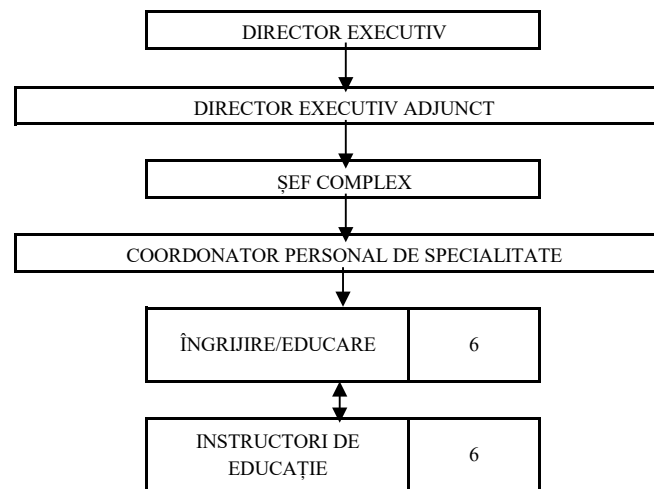 DIRECTOR EXECUTIV
DIRECTOR EXECUTIV ADJUNCT
ȘEF COMPLEX
COORDONATOR PERSONAL DE SPECIALITATE
ÎNGRIJIRE/EDUCARE 6
INSTRUCTORI DE
EDUCAȚIE 6